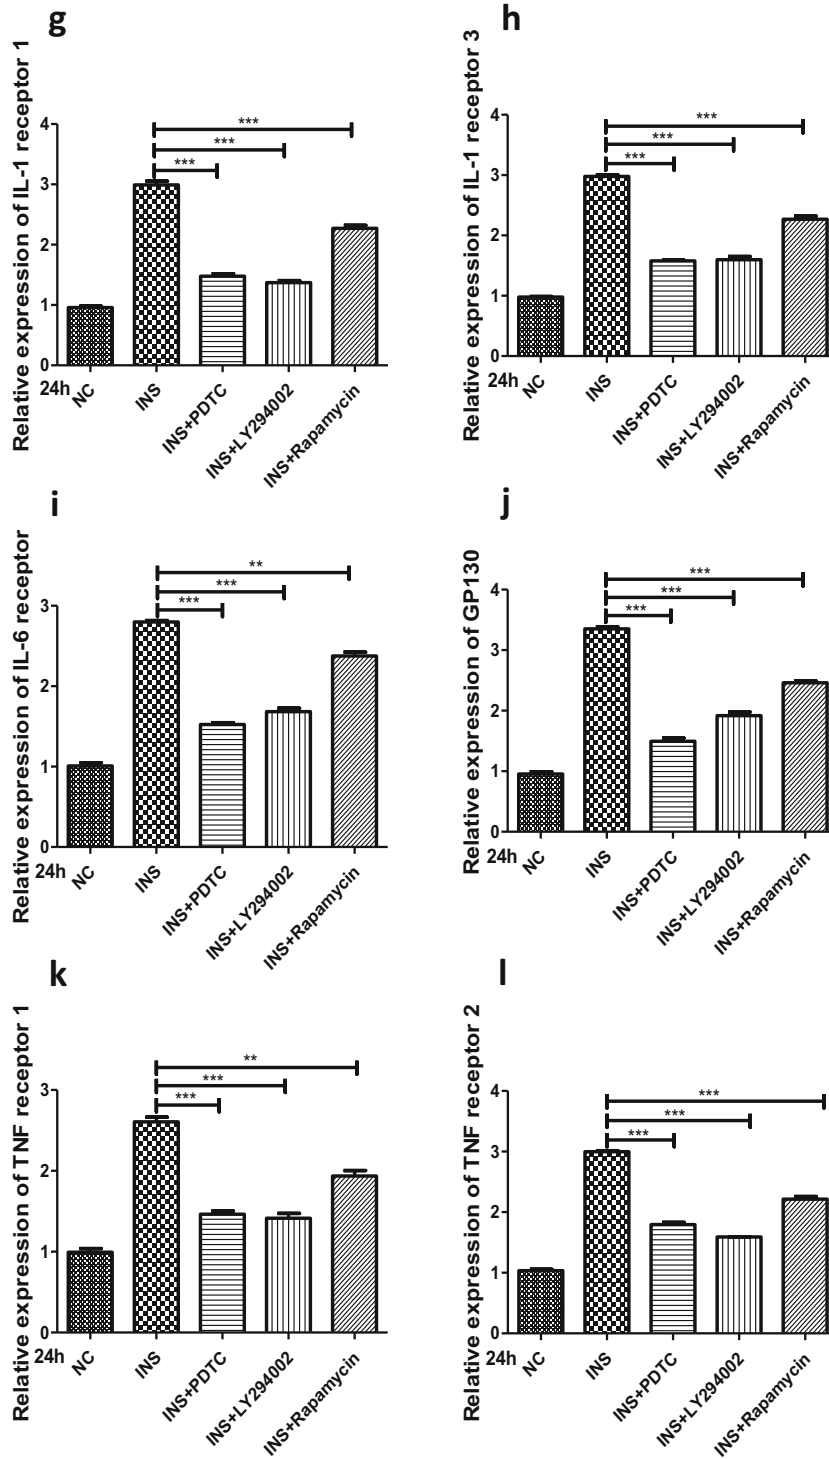 g
Relative expression of IL-1 receptor 1
4
3
2
1
0
***
***
***
24h
NC
INS
INS+PDTC
INS+LY294002
INS+Rapamycin
h
Relative expression of IL-1 receptor 3
4
3
2
1
0
***
***
***
24h
NC
INS
INS+PDTC
INS+LY294002
INS+Rapamycin
i
Relative expression of IL-6 receptor
3
2
1
0
**
***
***
24h
NC
INS
INS+PDTC
INS+LY294002
INS+Rapamycin
j
Relative expression of GP130
4
3
2
1
0
***
***
***
24h
NC
INS
INS+PDTC
INS+LY294002
INS+Rapamycin
k
Relative expression of TNF receptor 1
3
2
1
0
**
***
***
24h
NC
INS
INS+PDTC
INS+LY294002
INS+Rapamycin
l
Relative expression of TNF receptor 2
4
3
2
1
0
***
***
***
24h
NC
INS
INS+PDTC
INS+LY294002
INS+Rapamycin